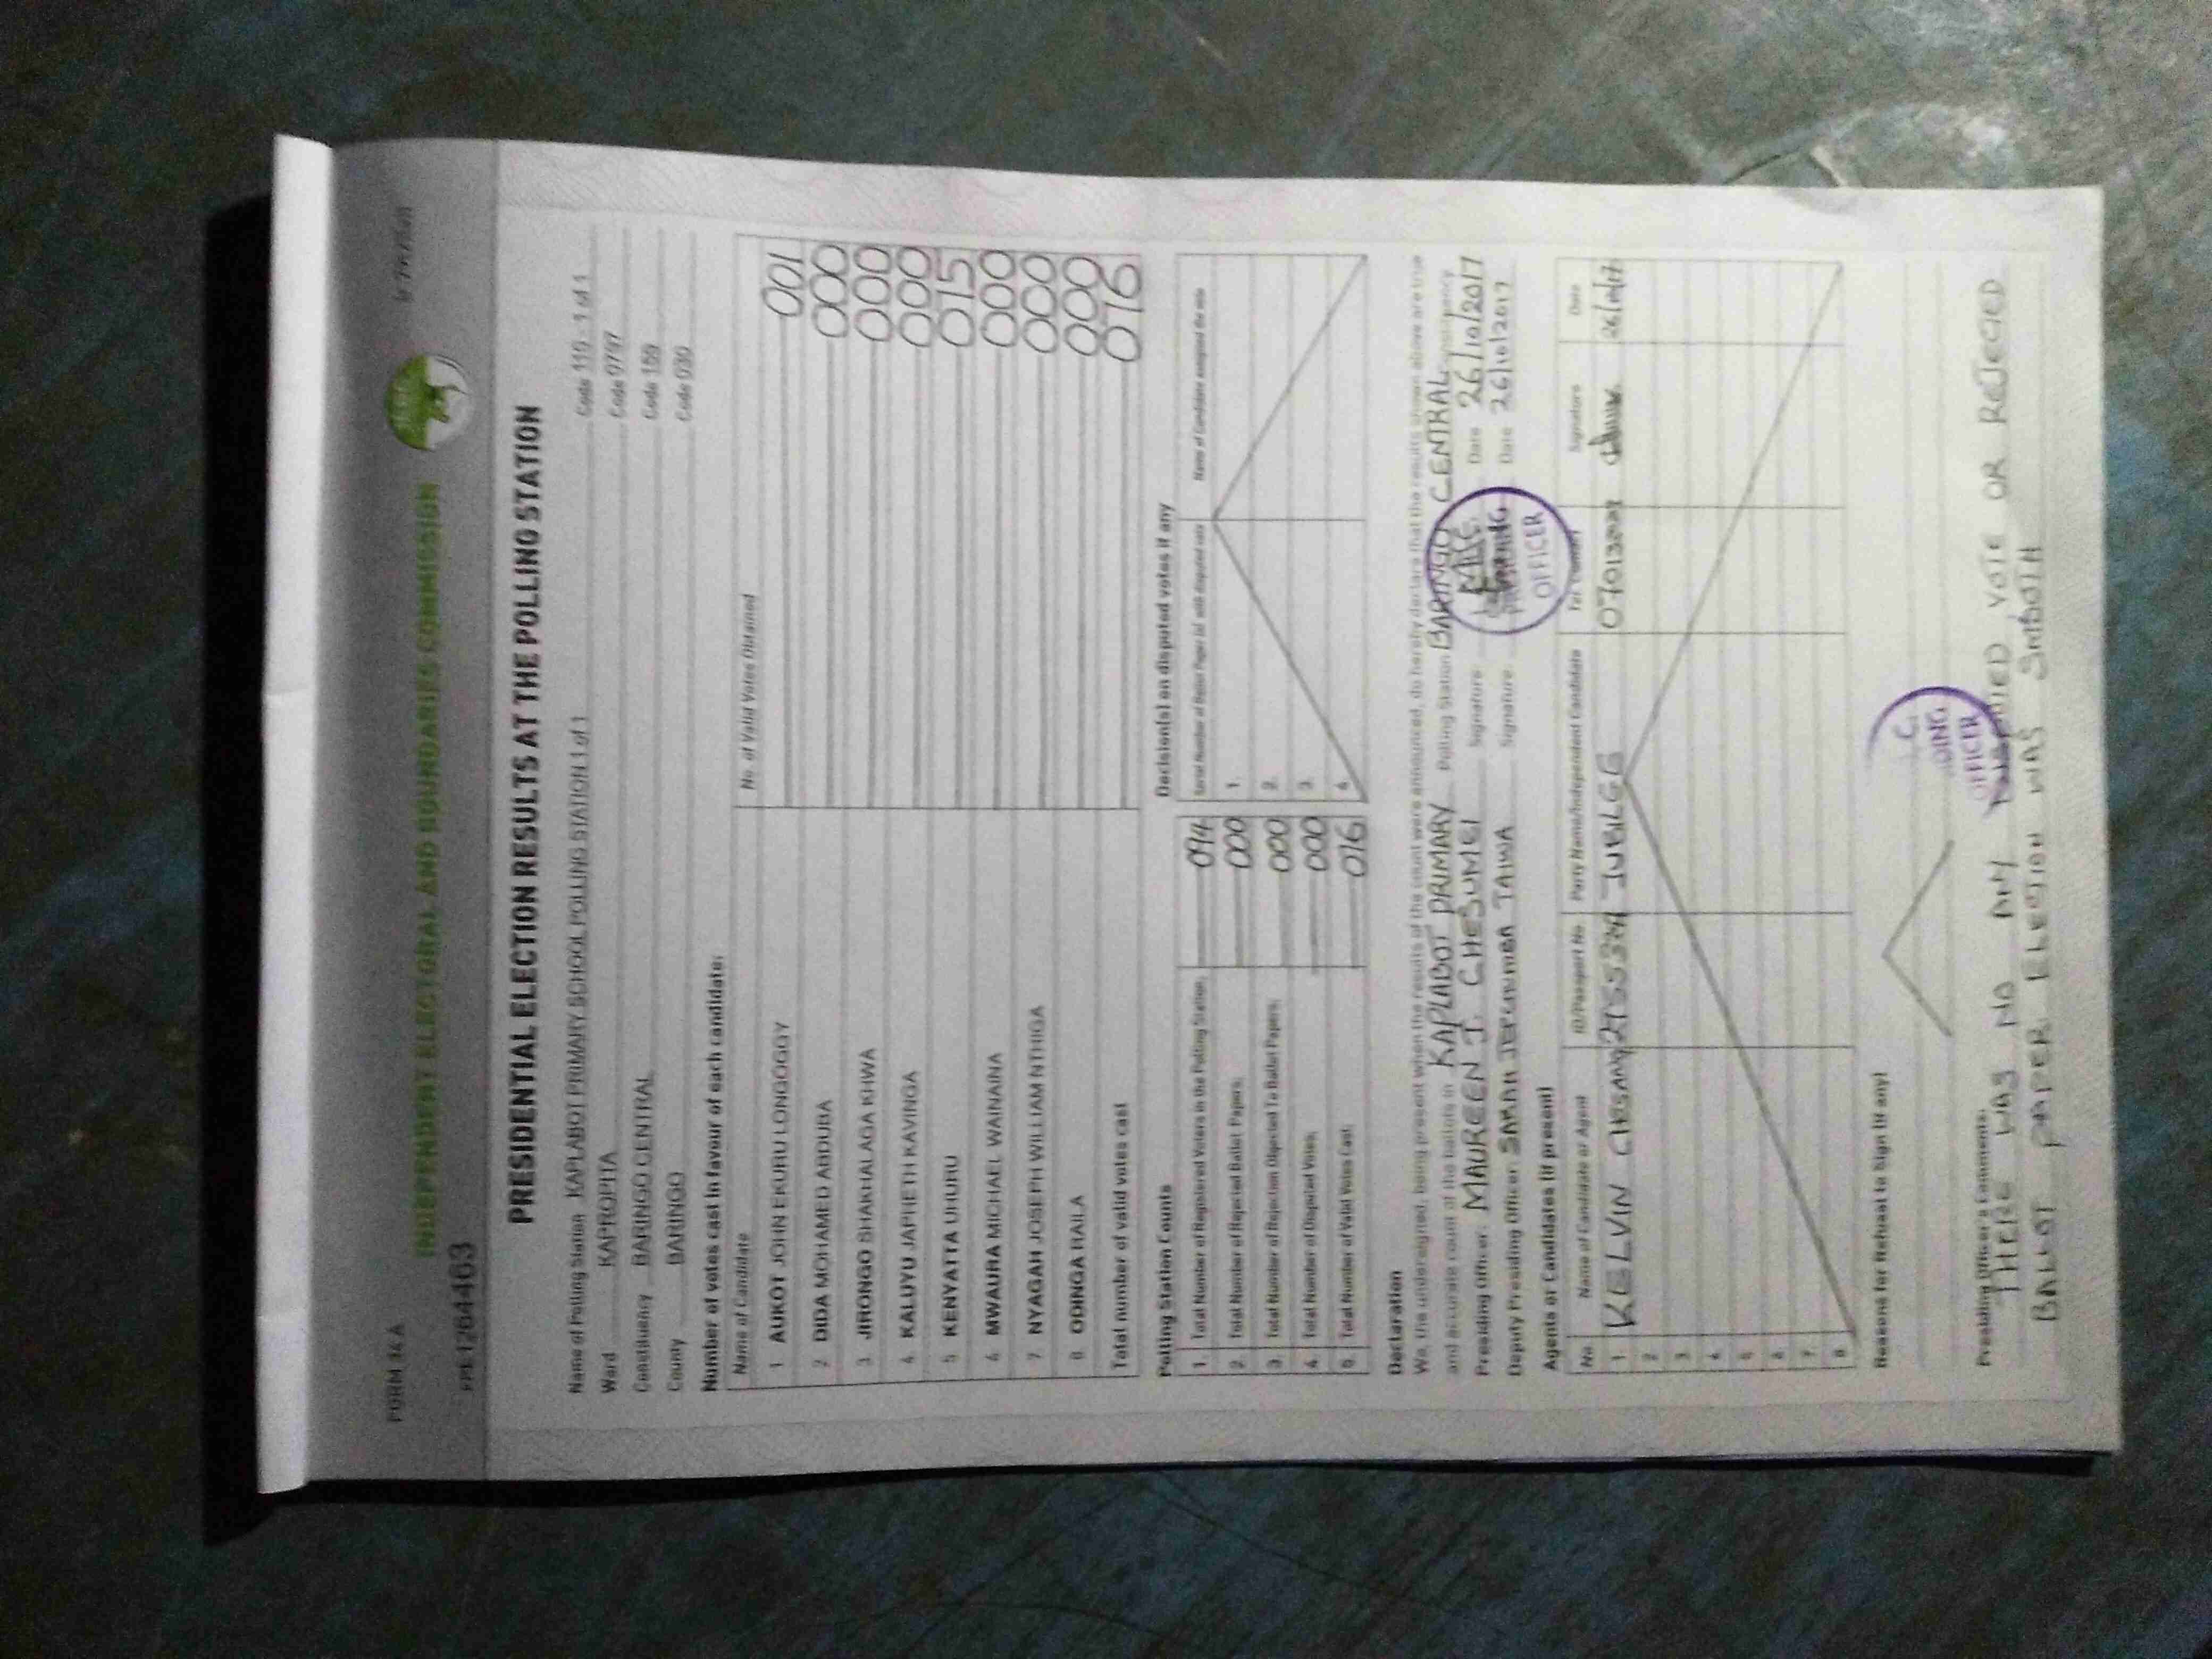 FORM 34 A
INDEPENDENT ELECTORAL AND BOUNDARIES COMMISSION
PRESIDENTIAL ELECTION RESULTS AT THE POLLING STATION
Name of Polling Station KAPLABOT PRIMARY SCHOOL POLLING STATION 1 of 1 Code 110 - 1 of 1
Ward KAPROPITA Code 0797
Constituency BARINGO CENTRAL Code 159
County BARINGO Code 030
Number of votes cast in favour of each candidate:
Name of Candidate No. of Valid Votes Obtained
1 AUKOT JOHN EKURU LONGOGGY 001
2 DIDA MOHAMED ABDUBA 000
3 JIRONGO SHAKHALAGA KHWA 000
4 KALUYU JAPHETH KAVINGA 000
5 KENYATTA UHURU 015
6 MWAURA MICHAEL WAINAINA 000
7 NYAGAH JOSEPH WILLIAM NTHIGA 000
8 ODINGA RAILA 000
Total number of valid votes cast 016
Polling Station Counts
1. Total Number of Registered Voters in the Polling Station 094
2. Total Number of Rejected Ballot Papers 000
3. Total Number of Rejection Objected To Ballot Papers 000
4. Total Number of Disputed Votes 000
5. Total Number of Valid Votes Cast 016
Decision(s) on disputed votes if any
Serial Number of Ballot Paper (s) with disputed vote Name of Candidate assigned the vote
1.
2.
3.
4.
Declaration
We, the undersigned, being present when the results of the count were announced, do hereby declare that the results shown above are true
and accurate count of the ballots in KAPLABOT PRIMARY Polling Station BARINGO CENTRAL Constituency
Presiding Officer MAUREEN J. CHESUMEI Signature Date 26/10/2017
Deputy Presiding Officer SARAH Signature Date 26/10/2017
OFFICER
Agents or Candidates (if present)
No Name of Candidate or Agent ID/Passport No Party Name/Independent Candidate Tel. Contact Signature Date
1 KELVIN JUBILEE 26/10/17
2
3
4
5
6
7
8
Reasons for Refusal to Sign (if any)
OFFICER
Presiding Officer's Comments:
THERE WAS NO ANY DISPUTED VOTE OR REJECTED
BALLOT PAPER ELECTION WAS SMOOTH